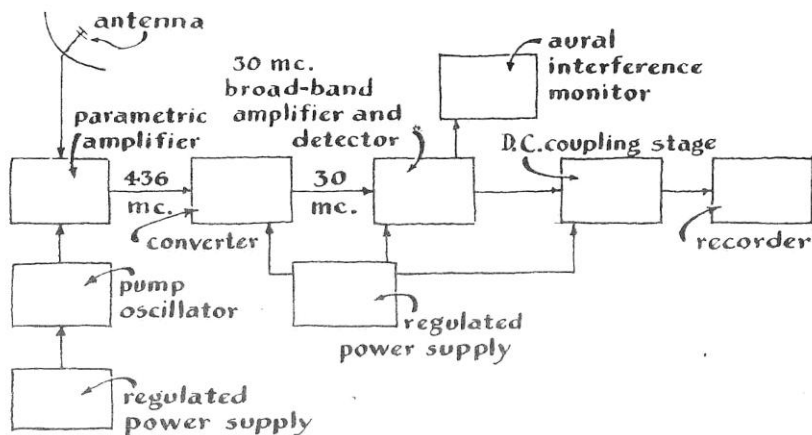 antenna
30 mc.
broad-band
amplifier and
detector
aural
interference
monitor
parametric
amplifier
D.C. coupling stage
436
mc.
30
mc.
converter
recorder
pump
oscillator
regulated
power supply
regulated
power supply